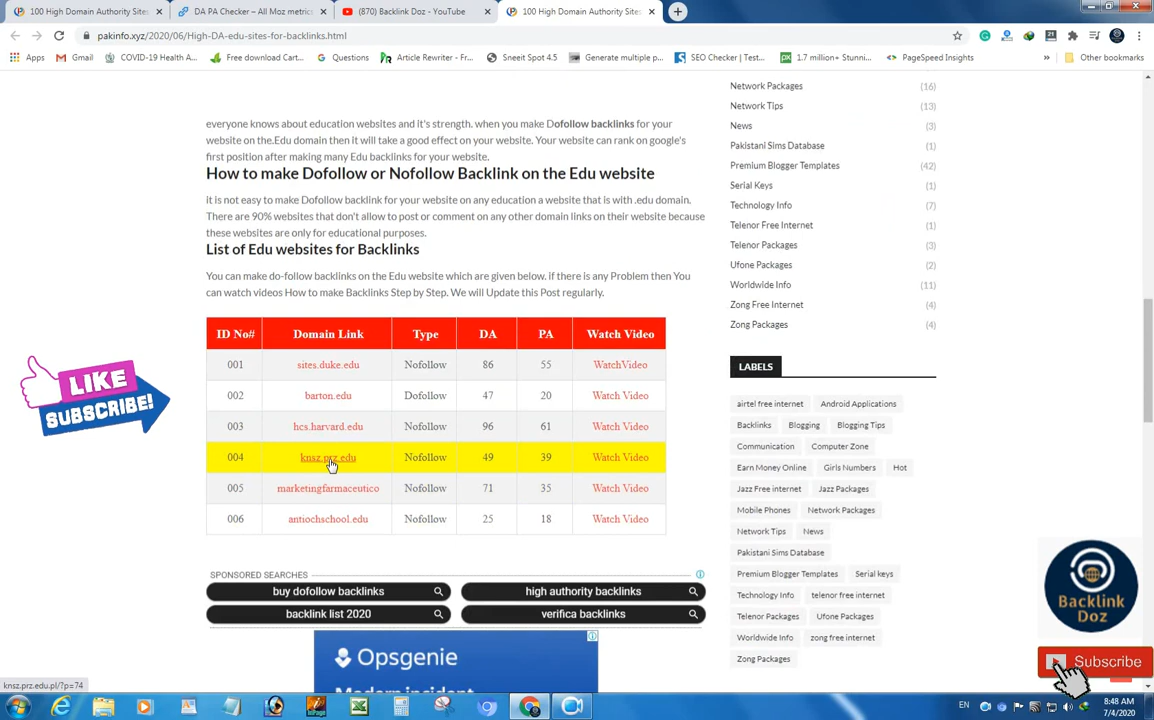 100 High Domain Authority Sites
DA PA Checker – All Moz metrics
(870) Backlink Doz - YouTube
100 High Domain Authority Sites
pakinfo.xyz/2020/06/High-DA-edu-sites-for-backlinks.html
Apps
Gmail
COVID-19 Health A...
Free download Cart...
Questions
Article Rewriter - Fr...
Sneeit Spot 4.5
Generate multiple p...
SEO Checker | Test...
1.7 million+ Stunni...
PageSpeed Insights
»
Other bookmarks
everyone knows about education websites and it's strength. when you make Dofollow backlinks for your
website on the.Edu domain then it will take a good effect on your website. Your website can rank on google's
first position after making many Edu backlinks for your website.
How to make Dofollow or Nofollow Backlink on the Edu website
it is not easy to make Dofollow backlink for your website on any education a website that is with .edu domain.
There are 90% websites that don't allow to post or comment on any other domain links on their website because
these websites are only for educational purposes.
List of Edu websites for Backlinks
You can make do-follow backlinks on the Edu website which are given below. if there is any Problem then You
can watch videos How to make Backlinks Step by Step. We will Update this Post regularly.
ID No# Domain Link Type DA PA Watch Video
001 sites.duke.edu Nofollow 86 55 WatchVideo
002 barton.edu Dofollow 47 20 Watch Video
003 hcs.harvard.edu Nofollow 96 61 Watch Video
004 knsz.prz.edu Nofollow 49 39 Watch Video
005 marketingfarmaceutico Nofollow 71 35 Watch Video
006 antiochschool.edu Nofollow 25 18 Watch Video
LIKE
SUBSCRIBE!
SPONSORED SEARCHES
buy dofollow backlinks
high authority backlinks
backlink list 2020
verifica backlinks
Opsgenie
Modern incident
Network Packages (16)
Network Tips (13)
News (3)
Pakistani Sims Database (1)
Premium Blogger Templates (42)
Serial Keys (1)
Technology Info (7)
Telenor Free Internet (1)
Telenor Packages (3)
Ufone Packages (2)
Worldwide Info (11)
Zong Free Internet (4)
Zong Packages (4)
LABELS
airtel free internet Android Applications
Backlinks Blogging Blogging Tips
Communication Computer Zone
Earn Money Online Girls Numbers Hot
Jazz Free internet Jazz Packages
Mobile Phones Network Packages
Network Tips News
Pakistani Sims Database
Premium Blogger Templates Serial keys
Technology Info telenor free internet
Telenor Packages Ufone Packages
Worldwide Info zong free internet
Zong Packages
Backlink
Doz
Subscribe
knsz.prz.edu.pl/?p=74
EN
8:48 AM
7/4/2020